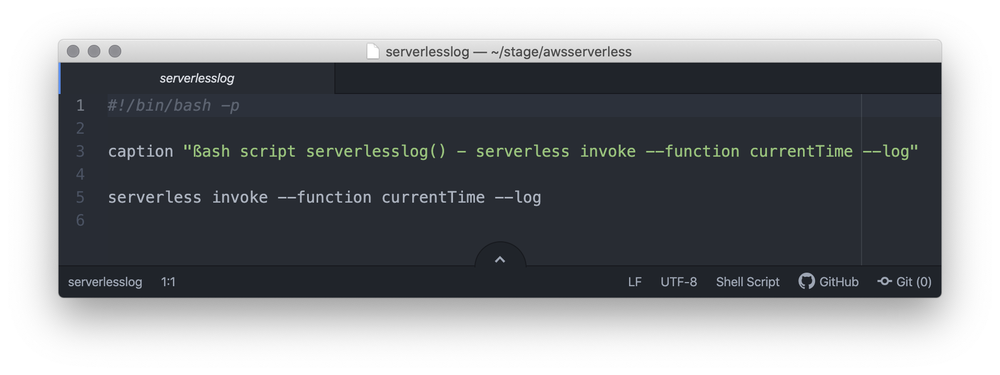 serverlesslog — ~/stage/awsserverless
serverlesslog
1 #!/bin/bash -p
2
3 caption "ßash script serverlesslog() - serverless invoke --function currentTime --log"
4
5 serverless invoke --function currentTime --log
6
serverlesslog 1:1 LF UTF-8 Shell Script GitHub Git (0)